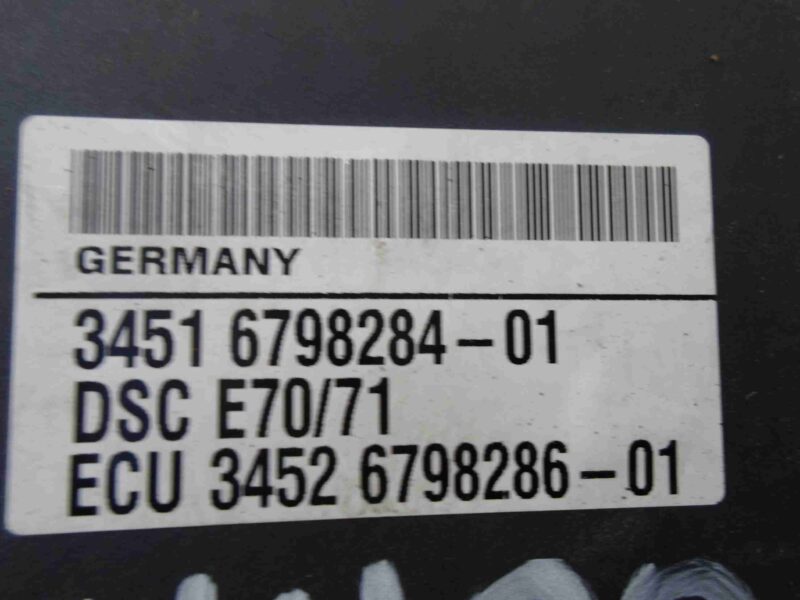 GERMANY
3451 6798284-01
DSC E70/71
ECU 3452 6798286-01